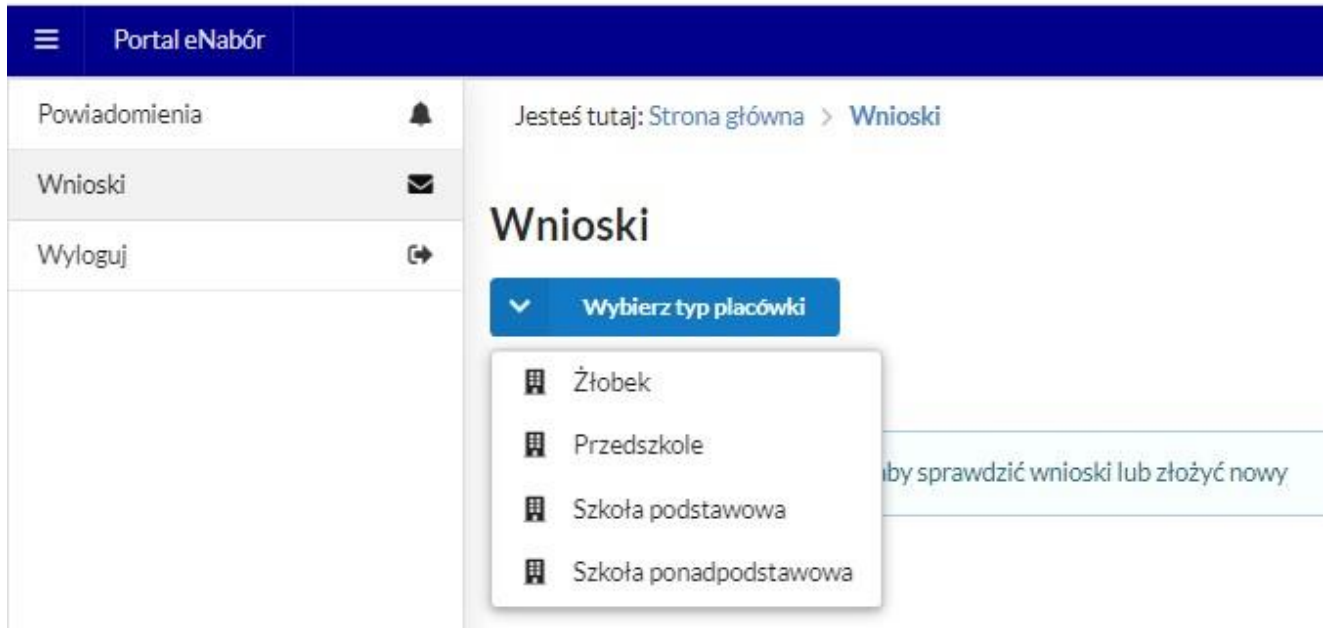 Portal eNabór
Powiadomienia
Wnioski
Wyloguj
Jesteś tutaj: Strona główna > Wnioski
Wnioski
Wybierz typ placówki
Żłobek
Przedszkole
Szkoła podstawowa
Szkoła ponadpodstawowa
sprawdzić wnioski lub złożyć nowy